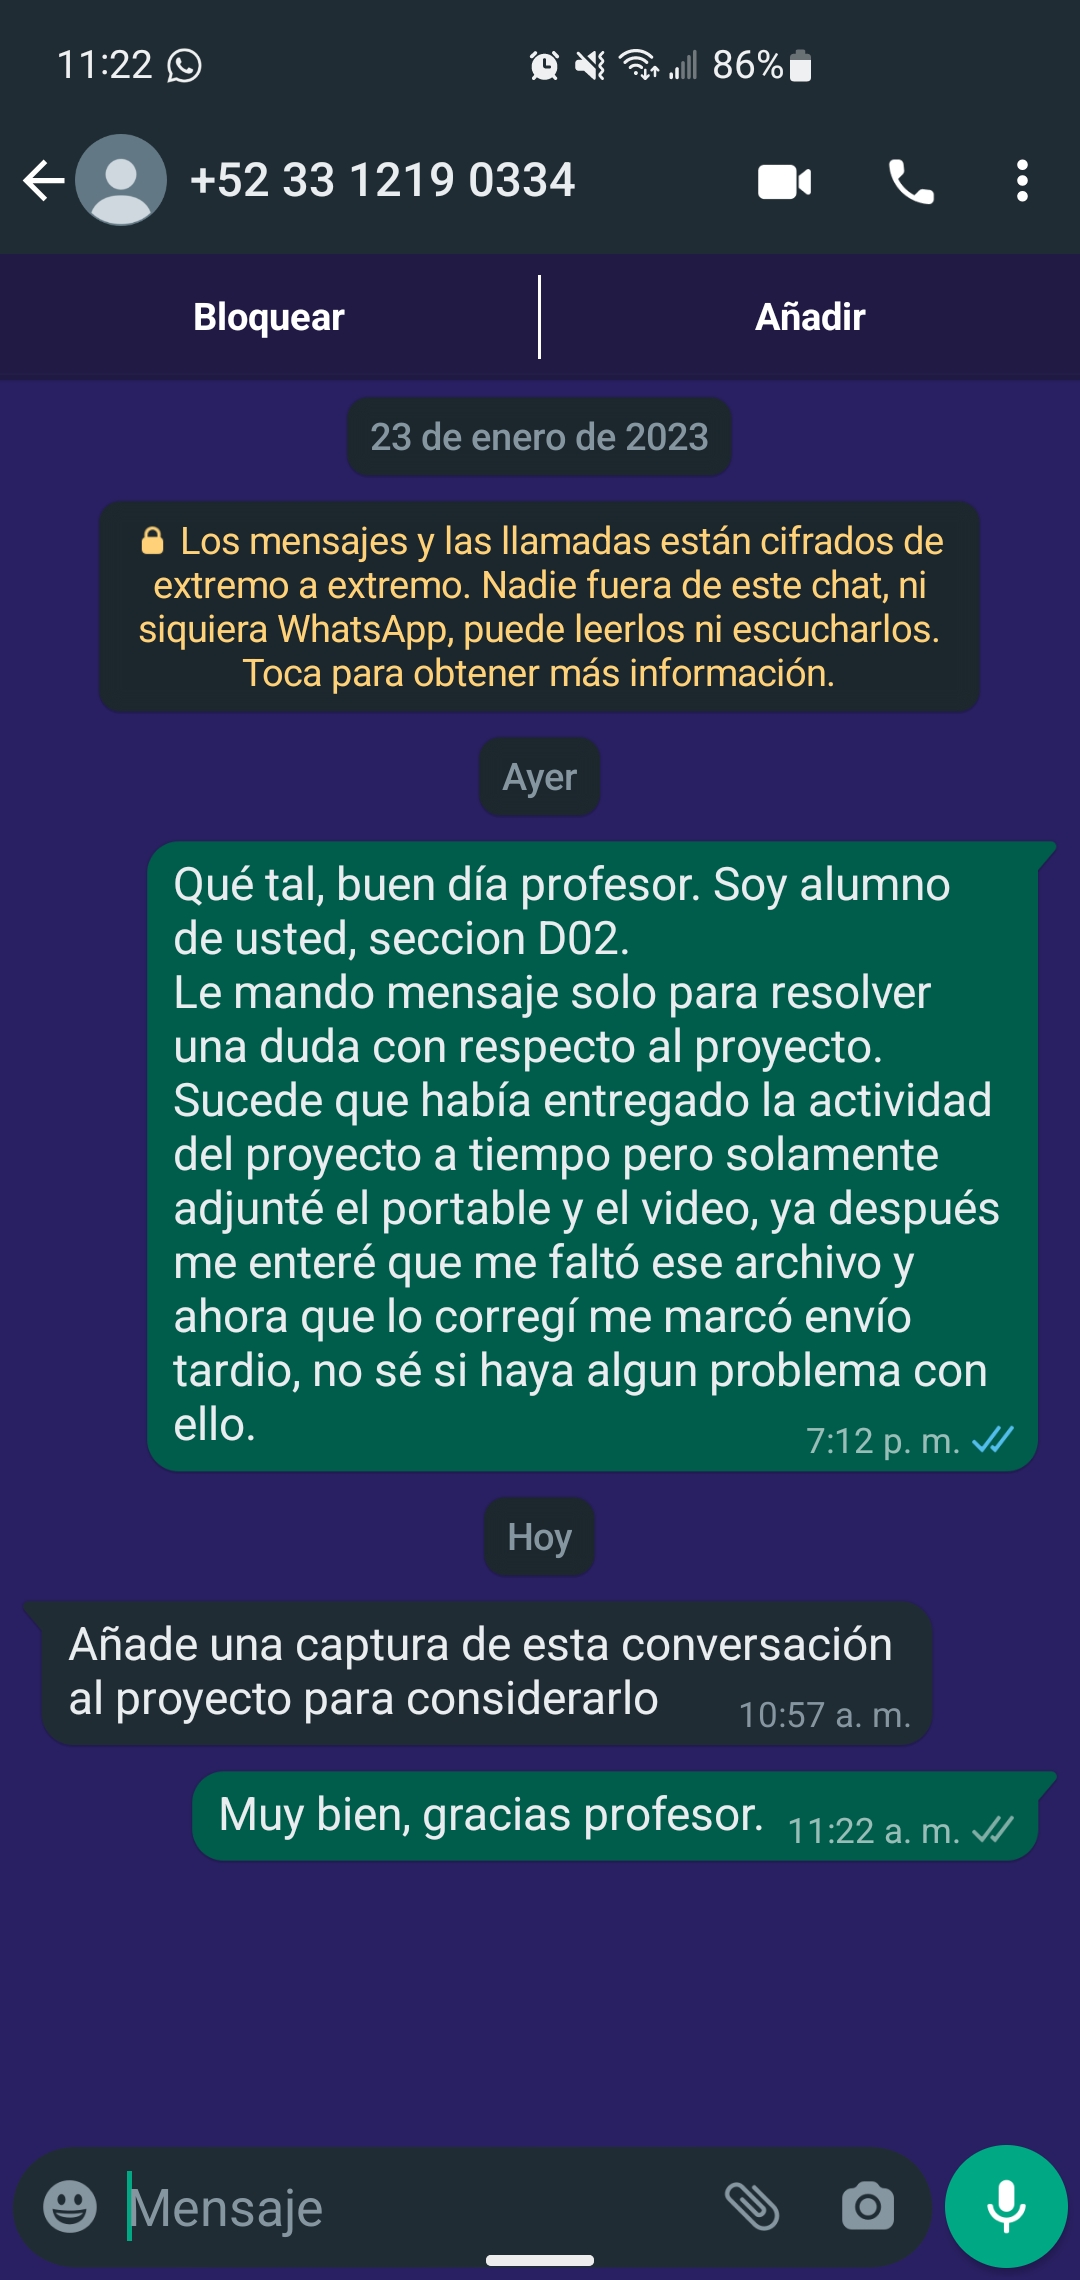 11:22 86%
+52 33 1219 0334
Bloquear Añadir
23 de enero de 2023
Los mensajes y las llamadas están cifrados de
extremo a extremo. Nadie fuera de este chat, ni
siquiera WhatsApp, puede leerlos ni escucharlos.
Toca para obtener más información.
Ayer
Qué tal, buen día profesor. Soy alumno
de usted, seccion D02.
Le mando mensaje solo para resolver
una duda con respecto al proyecto.
Sucede que había entregado la actividad
del proyecto a tiempo pero solamente
adjunté el portable y el video, ya después
me enteré que me faltó ese archivo y
ahora que lo corregí me marcó envío
tardio, no sé si haya algun problema con
ello.
7:12 p. m.
Hoy
Añade una captura de esta conversación
al proyecto para considerarlo
10:57 a. m.
Muy bien, gracias profesor.
11:22 a. m.
Mensaje